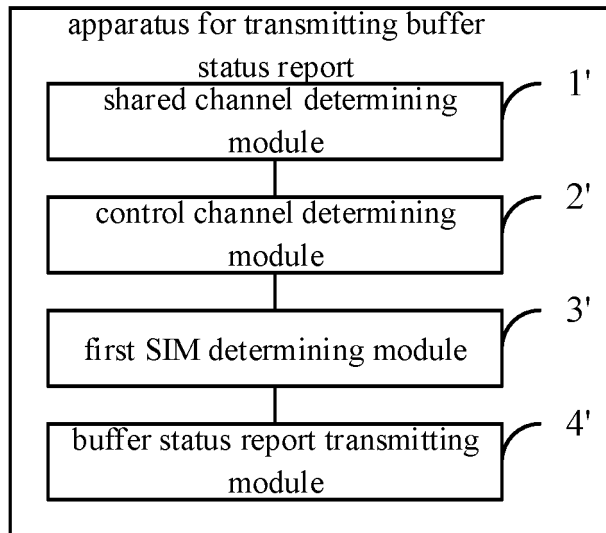 apparatus for transmitting buffer
status report
shared channel determining
module
1'
control channel determining
module
2'
first SIM determining module
3'
buffer status report transmitting
module
4'